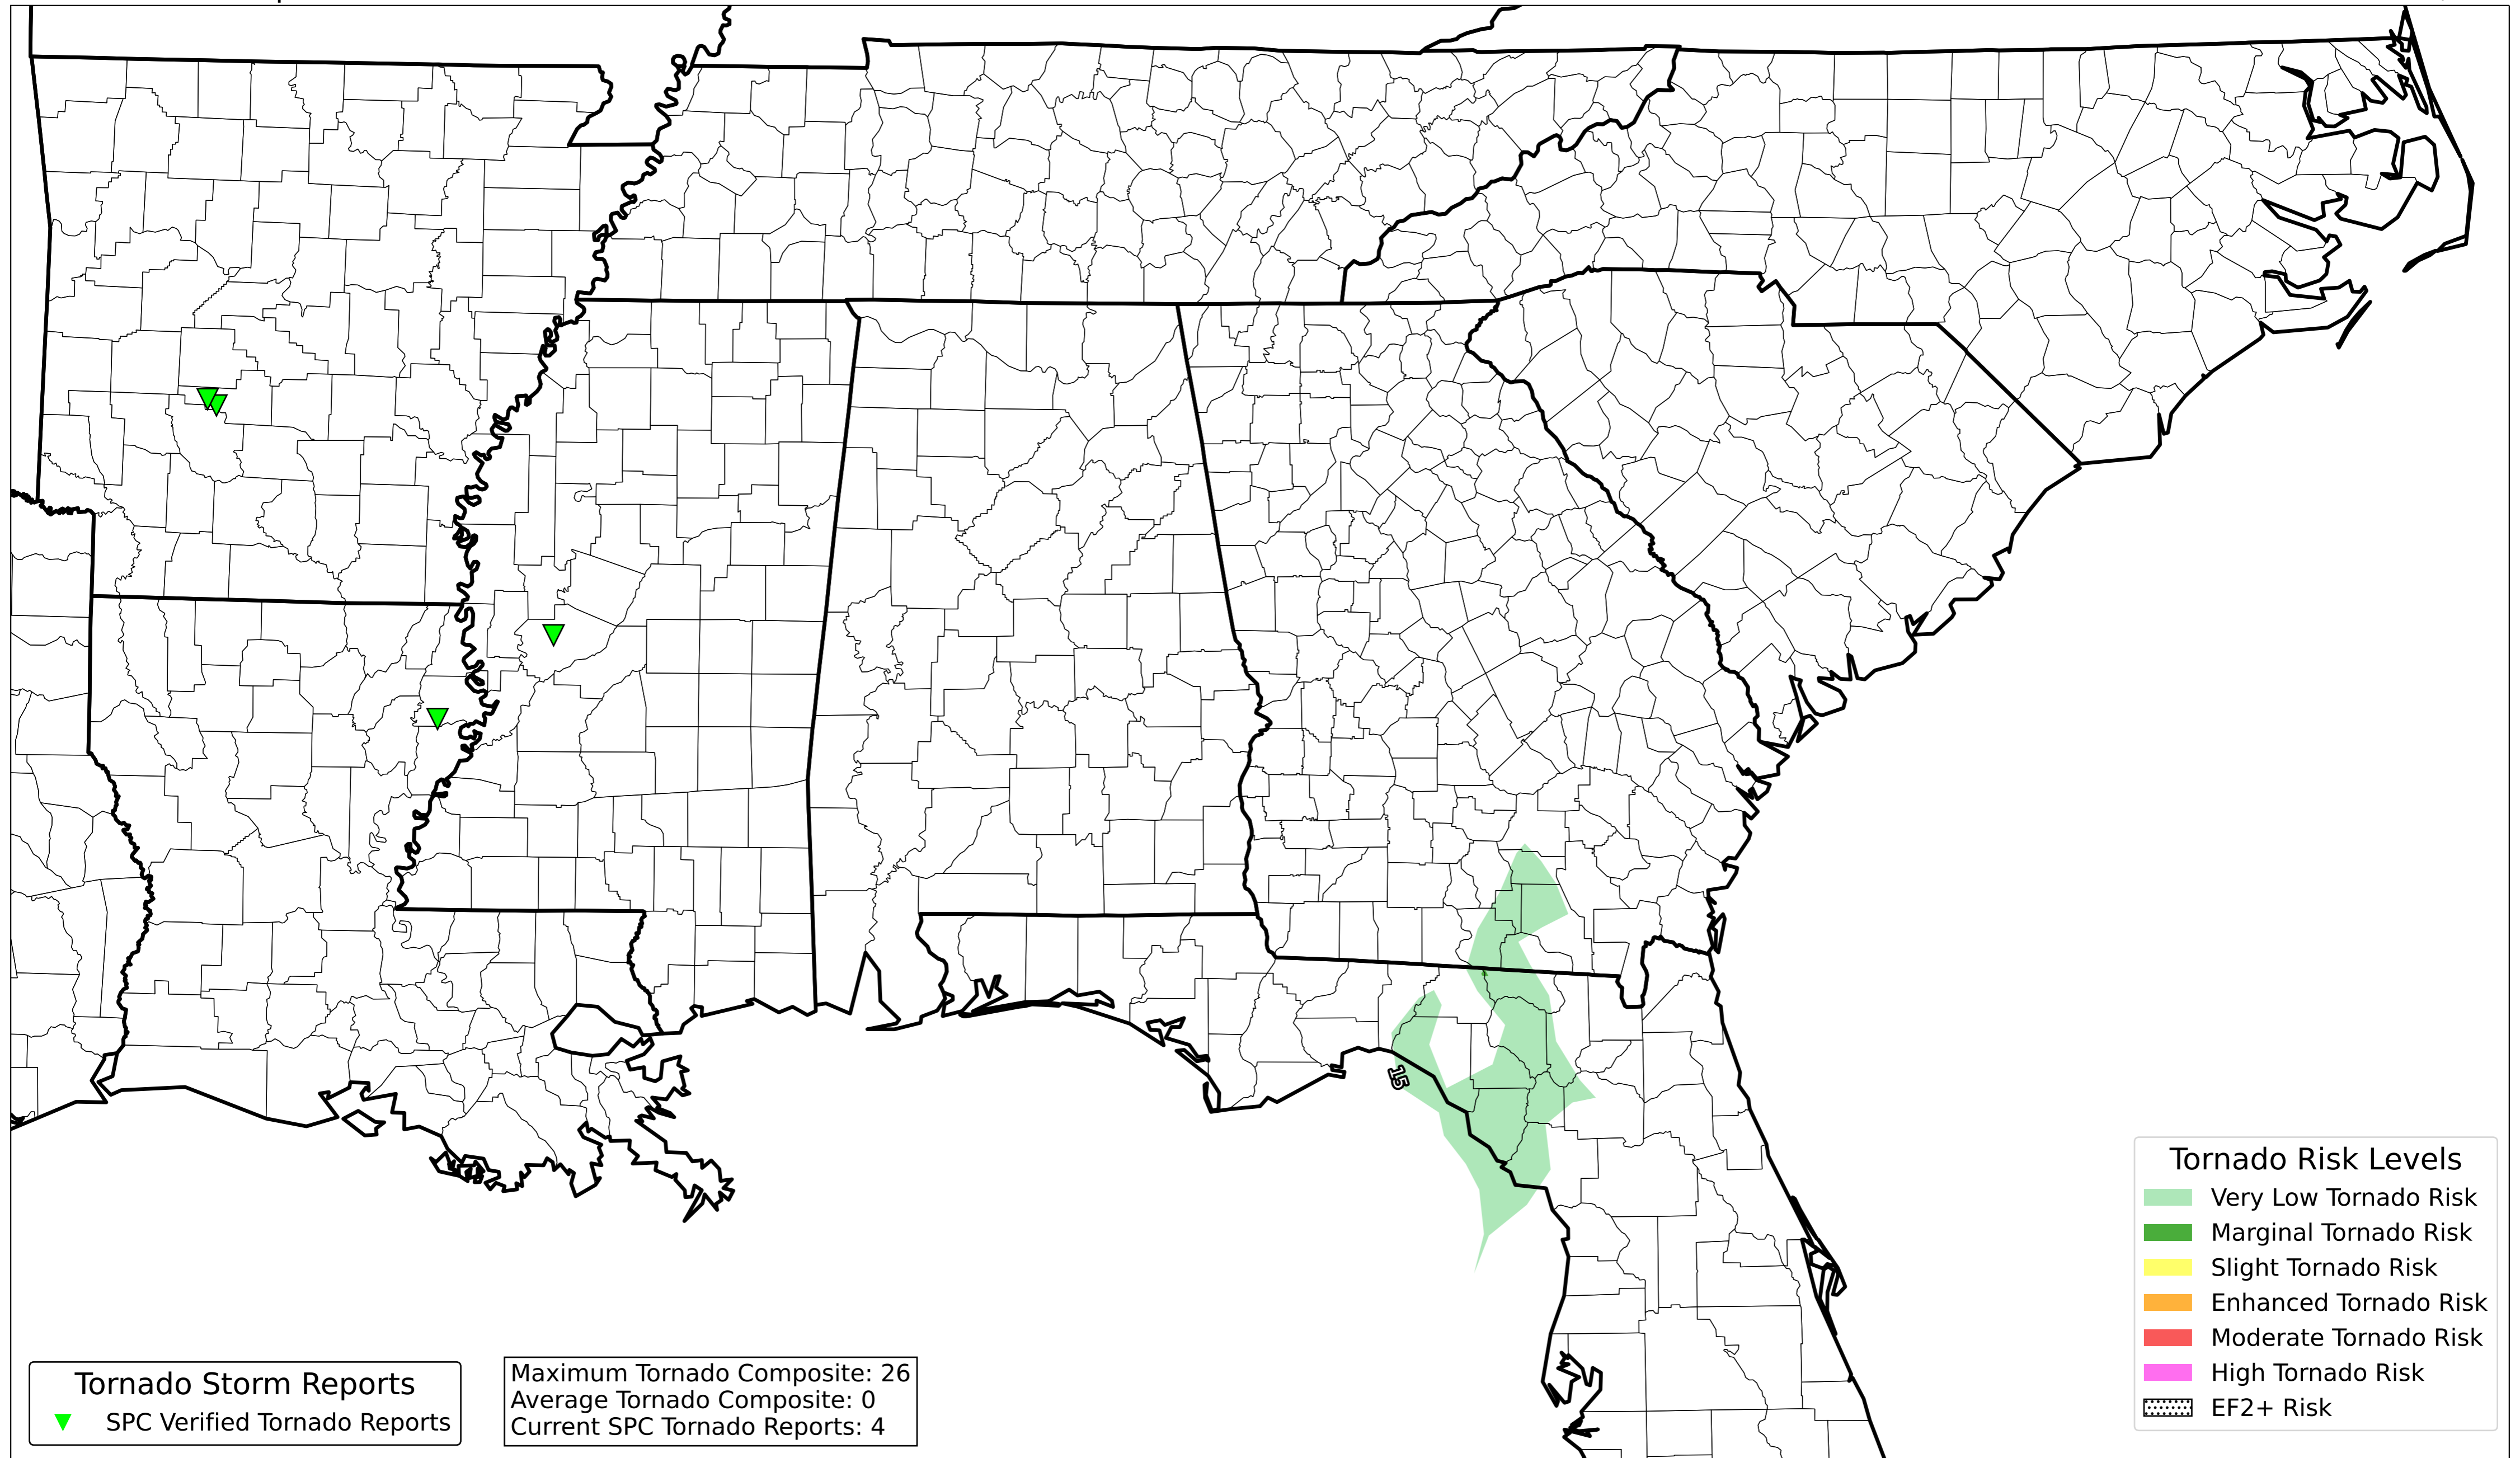 15
Tornado Storm Reports
SPC Verified Tornado Reports
Maximum Tornado Composite: 26
Average Tornado Composite: 0
Current SPC Tornado Reports: 4
Tornado Risk Levels
Very Low Tornado Risk
Marginal Tornado Risk
Slight Tornado Risk
Enhanced Tornado Risk
Moderate Tornado Risk
High Tornado Risk
EF2+ Risk